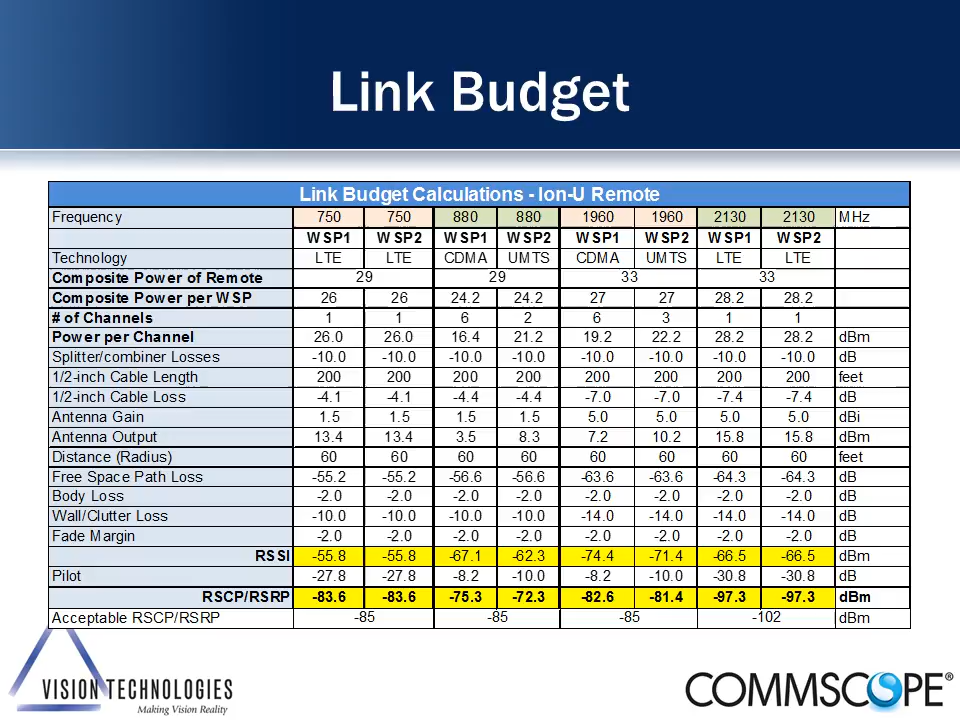 Link Budget
Link Budget Calculations - Ion-U Remote
Frequency 750 750 880 880 1960 1960 2130 2130 MHz
WSP1 WSP2 WSP1 WSP2 WSP1 WSP2 WSP1 WSP2
Technology LTE LTE CDMA UMTS CDMA UMTS LTE LTE
Composite Power of Remote 29 29 33 33
Composite Power per WSP 26 26 24.2 24.2 27 27 28.2 28.2
# of Channels 1 1 6 2 6 3 1 1
Power per Channel 26.0 26.0 16.4 21.2 19.2 22.2 28.2 28.2 dBm
Splitter/combiner Losses -10.0 -10.0 -10.0 -10.0 -10.0 -10.0 -10.0 -10.0 dB
1/2-inch Cable Length 200 200 200 200 200 200 200 200 feet
1/2-inch Cable Loss -4.1 -4.1 -4.4 -4.4 -7.0 -7.0 -7.4 -7.4 dB
Antenna Gain 1.5 1.5 1.5 1.5 5.0 5.0 5.0 5.0 dBi
Antenna Output 13.4 13.4 3.5 8.3 7.2 10.2 15.8 15.8 dBm
Distance (Radius) 60 60 60 60 60 60 60 60 feet
Free Space Path Loss -55.2 -55.2 -56.6 -56.6 -63.6 -63.6 -64.3 -64.3 dB
Body Loss -2.0 -2.0 -2.0 -2.0 -2.0 -2.0 -2.0 -2.0 dB
Wall/Clutter Loss -10.0 -10.0 -10.0 -10.0 -14.0 -14.0 -14.0 -14.0 dB
Fade Margin -2.0 -2.0 -2.0 -2.0 -2.0 -2.0 -2.0 -2.0 dB
RSSI -55.8 -55.8 -67.1 -62.3 -74.4 -71.4 -66.5 -66.5 dBm
Pilot -27.8 -27.8 -8.2 -10.0 -8.2 -10.0 -30.8 -30.8 dB
RSCP/RSRP -83.6 -83.6 -75.3 -72.3 -82.6 -81.4 -97.3 -97.3 dBm
Acceptable RSCP/RSRP -85 -85 -85 -102 dBm
VISION TECHNOLOGIES
Making Vision Reality
COMMSCOPE®